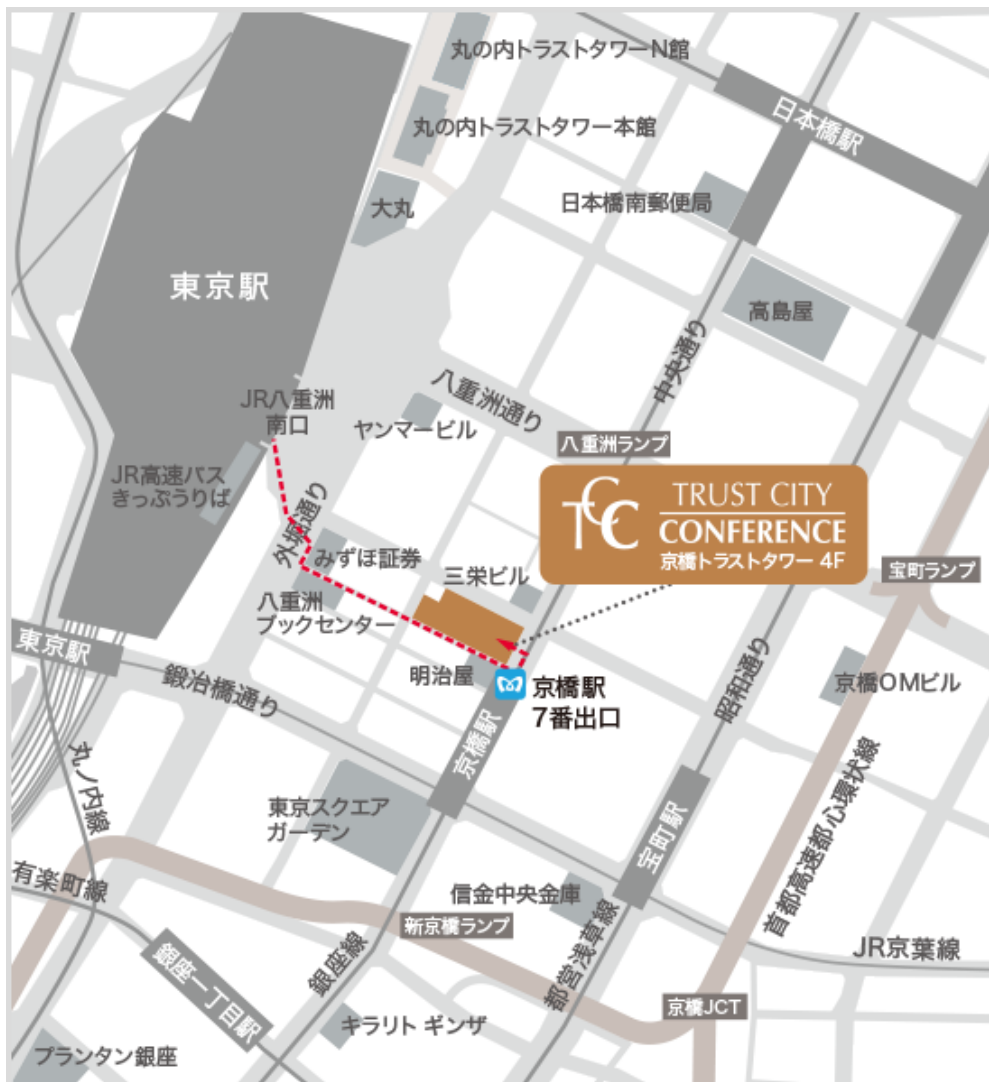 丸の内トラストタワーN館
丸の内トラストタワー本館
日本橋駅
大丸
日本橋南郵便局
東京駅
高島屋
中央通り
JR八重洲
南口
八重洲通り
ヤンマービル
八重洲ランプ
JR高速バス
きっぷうりば
TCCC
TRUST CITY
CONFERENCE
京橋トラストタワー 4F
外堀通り
みずほ証券
三栄ビル
宝町ランプ
八重洲
ブックセンター
東京駅
鍛冶橋通り
明治屋
京橋駅
7番出口
昭和通り
京橋OMビル
京橋駅
丸ノ内線
東京スクエア
ガーデン
宝町駅
首都高速都心環状線
有楽町線
信金中央金庫
新京橋ランプ
銀座一丁目駅
銀座線
都営浅草線
JR京葉線
京橋JCT
キラリト ギンザ
プランタン銀座